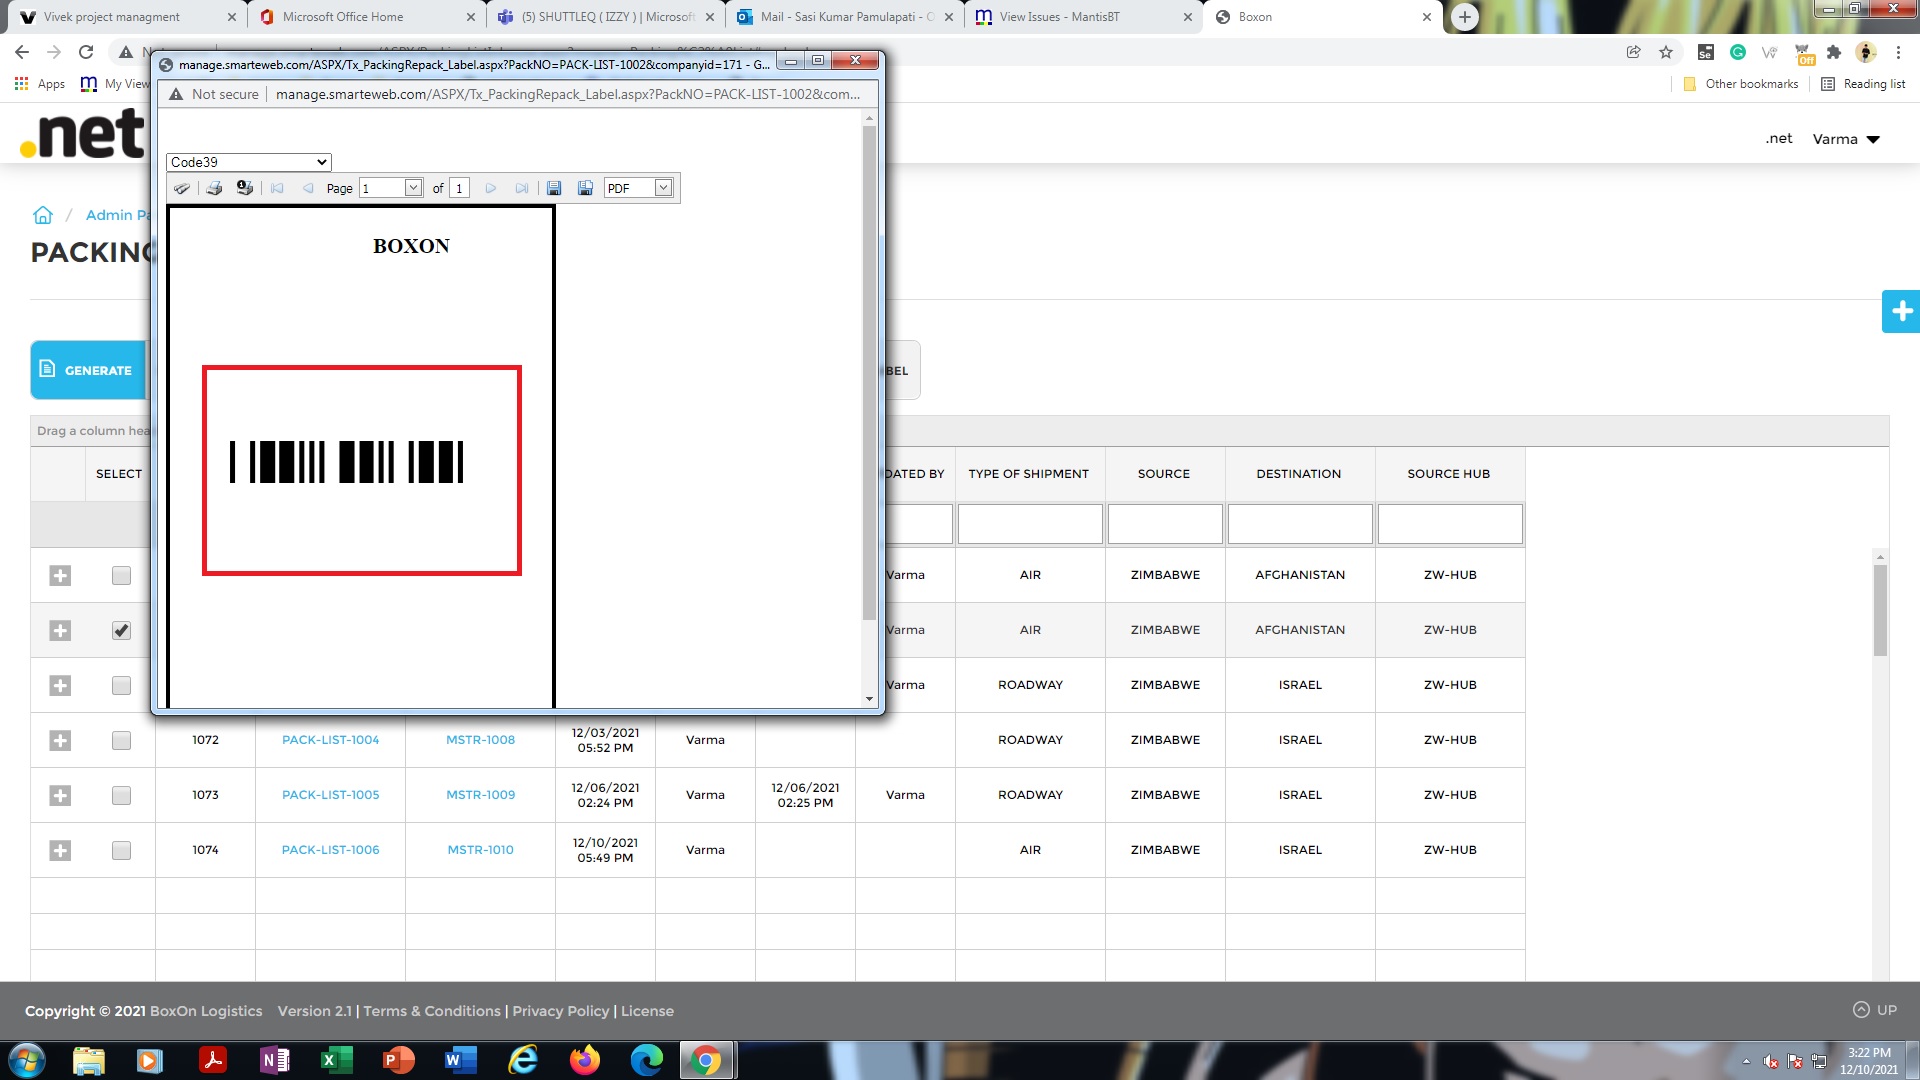 Vivek project managment
Microsoft Office Home
(5) SHUTTLEQ ( IZZY ) | Microsoft
Mail - Sasi Kumar Pamulapati - O
View Issues - MantisBT
Boxon
manage.smarteweb.com/ASPX/Tx_PackingRepack_Label.aspx?PackNO=PACK-LIST-1002&companyid=171 - G...
Not secure | manage.smarteweb.com/ASPX/Tx_PackingRepack_Label.aspx?PackNO=PACK-LIST-1002&com...
Off
Apps
My View
Other bookmarks
Reading list
.net
.net
Varma
Code39
Page 1 of 1
PDF
BOXON
/ Admin Pa
PACKING
GENERATE
BEL
Drag a column hea
SELECT
DATED BY
TYPE OF SHIPMENT
SOURCE
DESTINATION
SOURCE HUB
Varma AIR ZIMBABWE AFGHANISTAN ZW-HUB
Varma AIR ZIMBABWE AFGHANISTAN ZW-HUB
Varma ROADWAY ZIMBABWE ISRAEL ZW-HUB
1072 PACK-LIST-1004 MSTR-1008 12/03/2021 05:52 PM Varma ROADWAY ZIMBABWE ISRAEL ZW-HUB
1073 PACK-LIST-1005 MSTR-1009 12/06/2021 02:24 PM Varma 12/06/2021 02:25 PM Varma ROADWAY ZIMBABWE ISRAEL ZW-HUB
1074 PACK-LIST-1006 MSTR-1010 12/10/2021 05:49 PM Varma AIR ZIMBABWE ISRAEL ZW-HUB
Copyright © 2021 BoxOn Logistics Version 2.1 | Terms & Conditions | Privacy Policy | License
UP
3:22 PM
12/10/2021